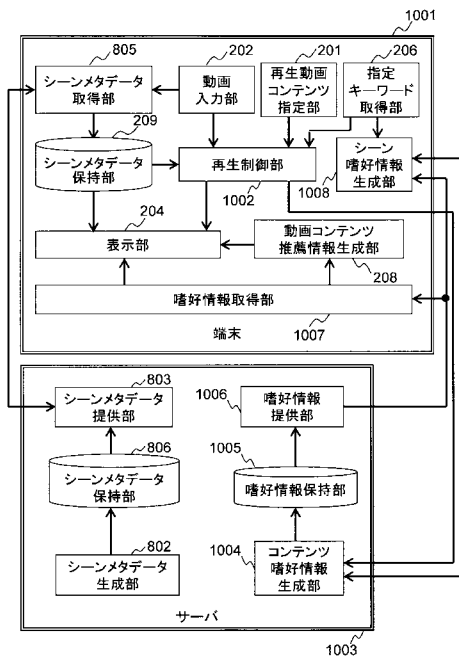 1001
805
202
201
206
シーンメタデータ
取得部
動画
入力部
再生動画
コンテンツ
指定部
指定
キーワード
取得部
209
シーンメタデータ
保持部
再生制御部
1002
シーン
嗜好情報
生成部
1008
204
表示部
動画コンテンツ
推薦情報生成部
208
嗜好情報取得部
1007
端末
803
シーンメタデータ
提供部
1006
嗜好情報
提供部
806
シーンメタデータ
保持部
1005
嗜好情報保持部
802
シーンメタデータ
生成部
1004
コンテンツ
嗜好情報
生成部
サーバ
1003